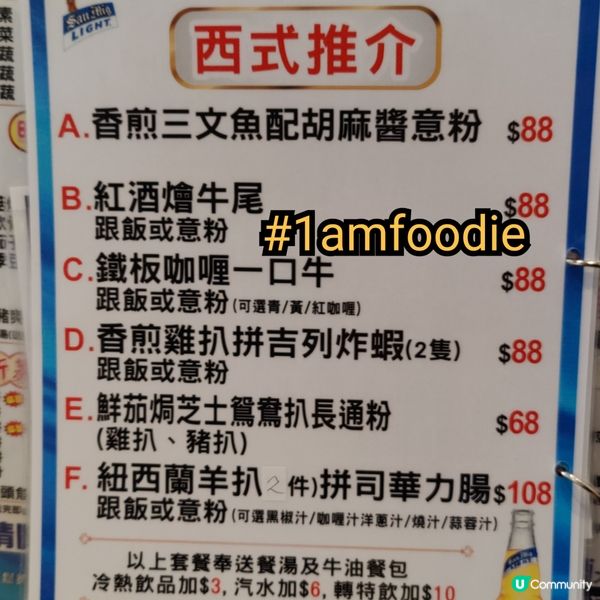 San Mig
LIGHT
西式推介
A.香煎三文魚配胡麻醬意粉 $88
B.紅酒燴牛尾 $88
跟飯或意粉
#1amfoodie
C.鐵板咖喱一口牛 $88
跟飯或意粉(可選青/黃/紅咖喱)
D.香煎雞扒拼吉列炸蝦(2隻) $88
跟飯或意粉
E.鮮茄焗芝士鴛鴦扒長通粉 $68
(雞扒、豬扒)
F.紐西蘭羊扒2件)拼司華力腸$108
跟飯或意粉(可選黑椒汁/咖喱汁洋蔥汁/燒汁/蒜蓉汁)
以上套餐奉送餐湯及牛油餐包
冷熱飲品加$3, 汽水加$6, 轉特飲加$10
U Community